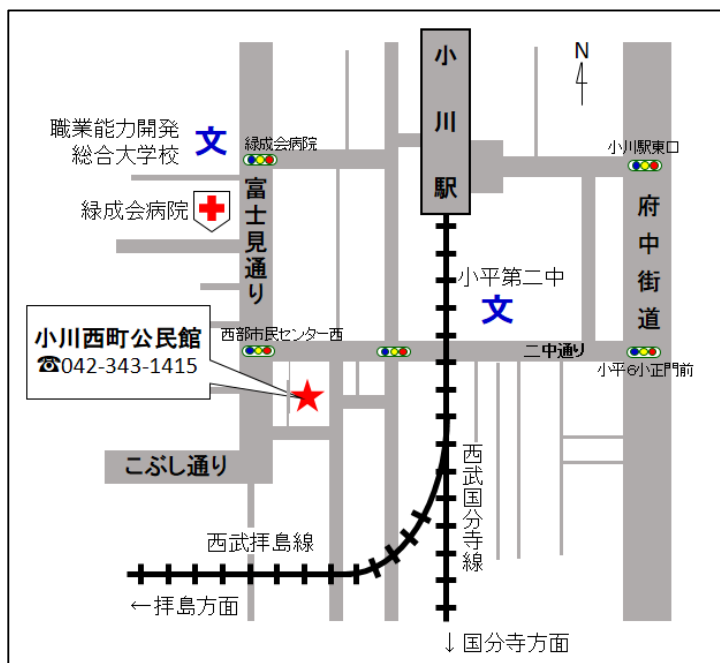 小川駅
N
職業能力開発
総合大学校
文
緑成会病院
小川駅東口
緑成会病院
富士見通り
府中街道
小平第二中
文
小川西町公民館
☎042-343-1415
西部市民センター西
二中通り
小平6小正門前
こぶし通り
西武国分寺線
西武拝島線
←拝島方面
↓国分寺方面